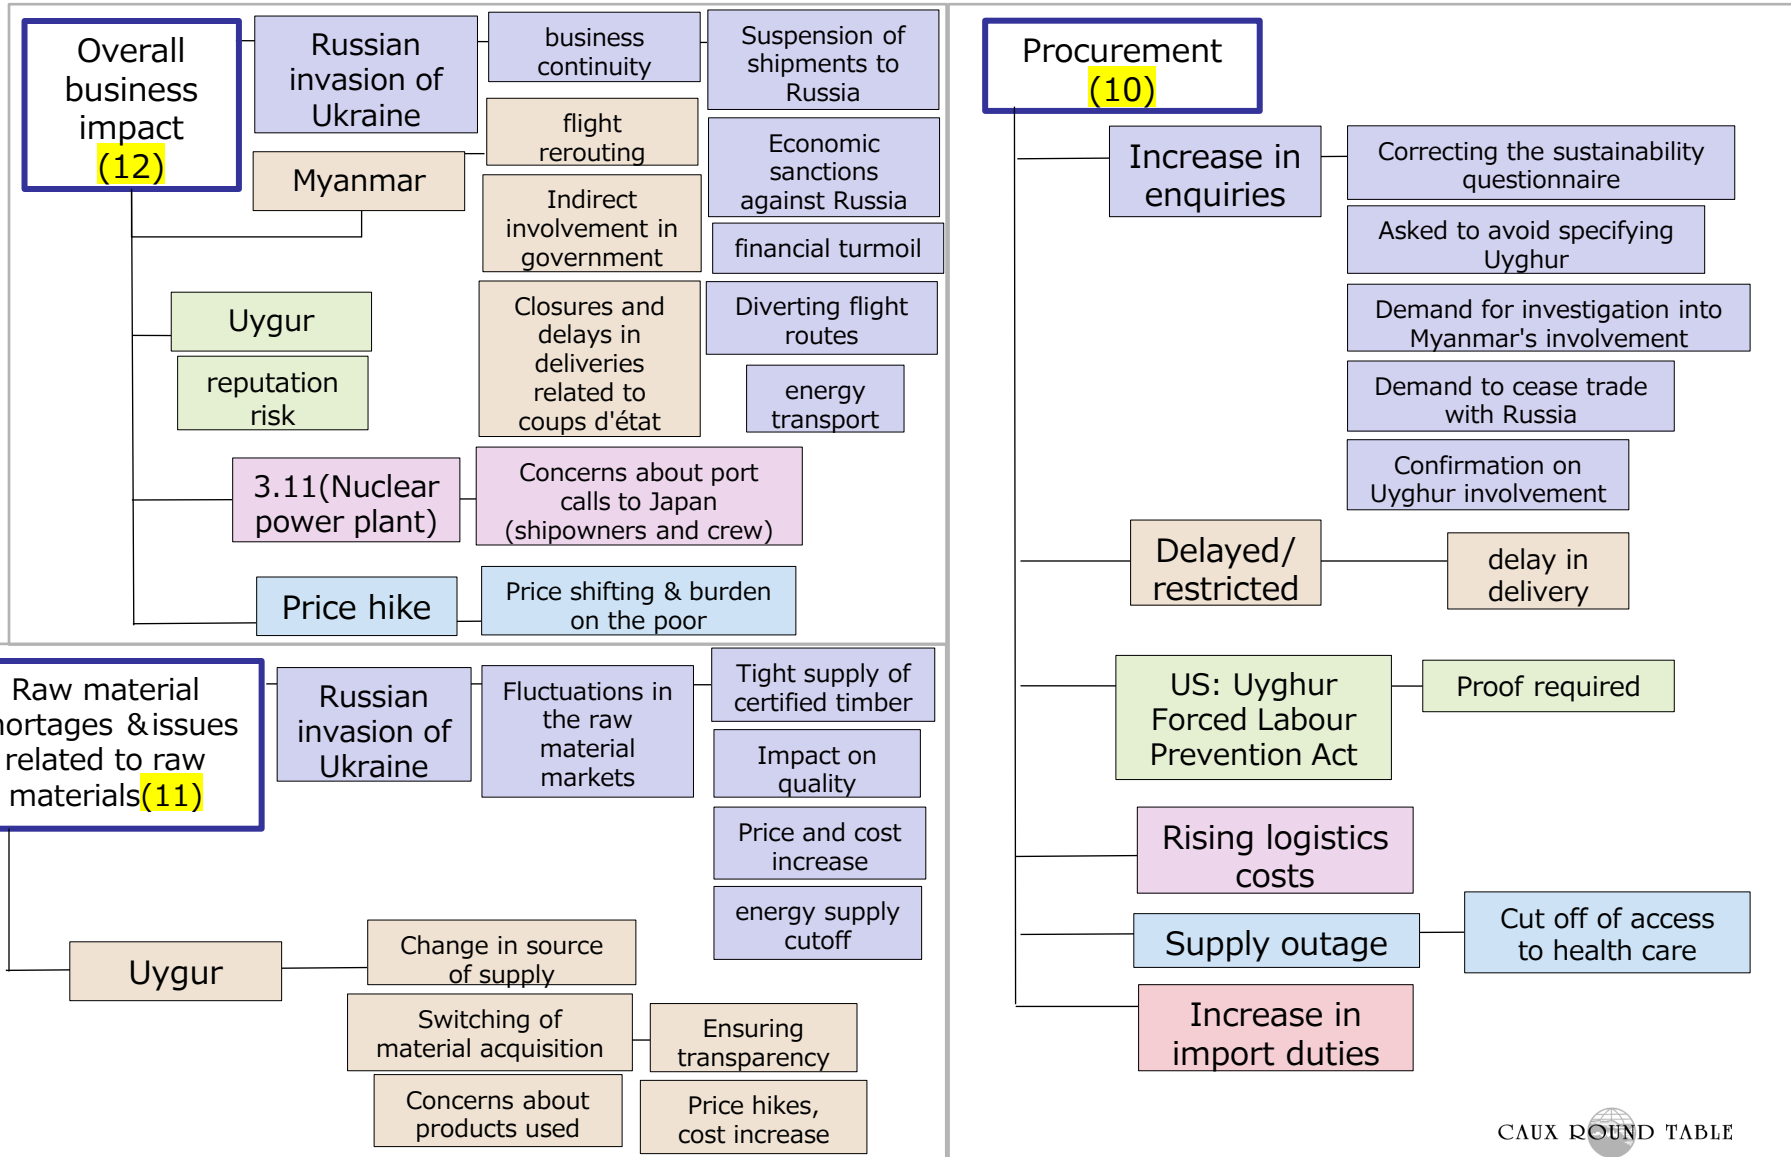 Overall
business
impact
(12)
Russian
invasion of
Ukraine
business
continuity
Suspension of
shipments to
Russia
Economic
sanctions
against Russia
financial turmoil
Diverting flight
routes
energy
transport
Myanmar
flight
rerouting
Indirect
involvement in
government
Closures and
delays in
deliveries
related to
coups d'état
Uygur
reputation
risk
3.11(Nuclear
power plant)
Concerns about port
calls to Japan
(shipowners and crew)
Price hike
Price shifting & burden
on the poor
Raw material
hortages &issues
related to raw
materials(11)
Russian
invasion of
Ukraine
Fluctuations in
the raw
material
markets
Tight supply of
certified timber
Impact on
quality
Price and cost
increase
energy supply
cutoff
Uygur
Change in source
of supply
Switching of
material acquisition
Ensuring
transparency
Concerns about
products used
Price hikes,
cost increase
Procurement
(10)
Increase in
enquiries
Correcting the sustainability
questionnaire
Asked to avoid specifying
Uyghur
Demand for investigation into
Myanmar's involvement
Demand to cease trade
with Russia
Confirmation on
Uyghur involvement
Delayed/
restricted
delay in
delivery
US: Uyghur
Forced Labour
Prevention Act
Proof required
Rising logistics
costs
Supply outage
Cut off of access
to health care
Increase in
import duties
CAUX ROUND TABLE